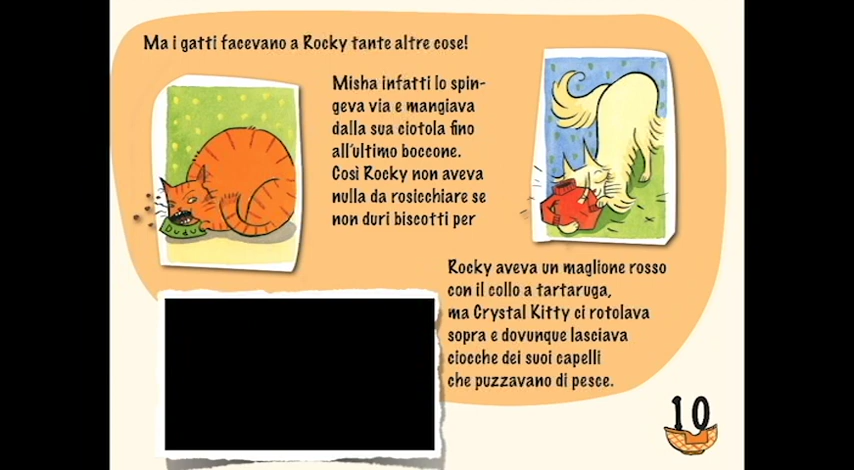 Ma i gatti facevano a Rocky tante altre cose!
Misha infatti lo spin-
geva via e mangiava
dalla sua ciotola fino
all'ultimo boccone.
Così Rocky non aveva
nulla da rosicchiare se
non duri biscotti per
Dudù
Rocky aveva un maglione rosso
con il collo a tartaruga,
ma Crystal Kitty ci rotolava
sopra e dovunque lasciava
ciocche dei suoi capelli
che puzzavano di pesce.
10